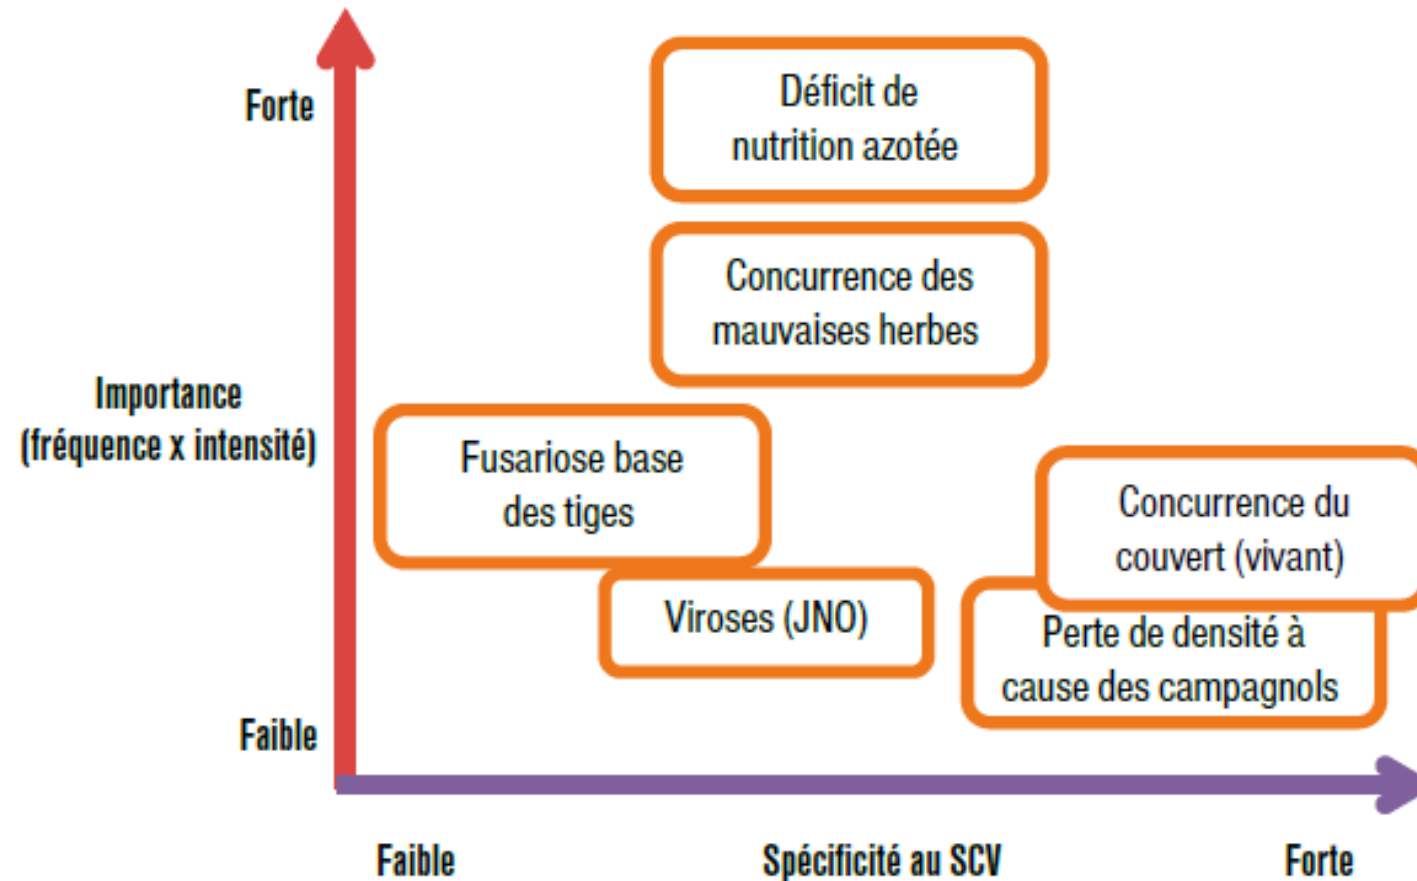 Forte
Déficit de
nutrition azotée
Concurrence des
mauvaises herbes
Importance
(fréquence x intensité)
Fusariose base
des tiges
Concurrence du
couvert (vivant)
Viroses (JNO)
Perte de densité à
cause des campagnols
Faible
Faible
Spécificité au SCV
Forte